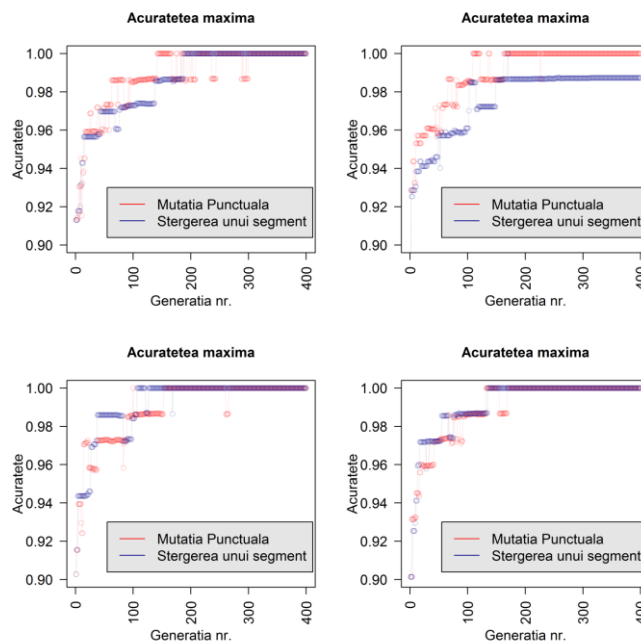 Acuratetea maxima
Acuratete
1.00
0.98
0.96
0.94
0.92
0.90
Mutatia Punctuala
Stergerea unui segment
0
100
200
300
400
Generatia nr.
Acuratetea maxima
Acuratete
1.00
0.98
0.96
0.94
0.92
0.90
Mutatia Punctuala
Stergerea unui segment
0
100
200
300
400
Generatia nr.
Acuratetea maxima
Acuratete
1.00
0.98
0.96
0.94
0.92
0.90
Mutatia Punctuala
Stergerea unui segment
0
100
200
300
400
Generatia nr.
Acuratetea maxima
Acuratete
1.00
0.98
0.96
0.94
0.92
0.90
Mutatia Punctuala
Stergerea unui segment
0
100
200
300
400
Generatia nr.